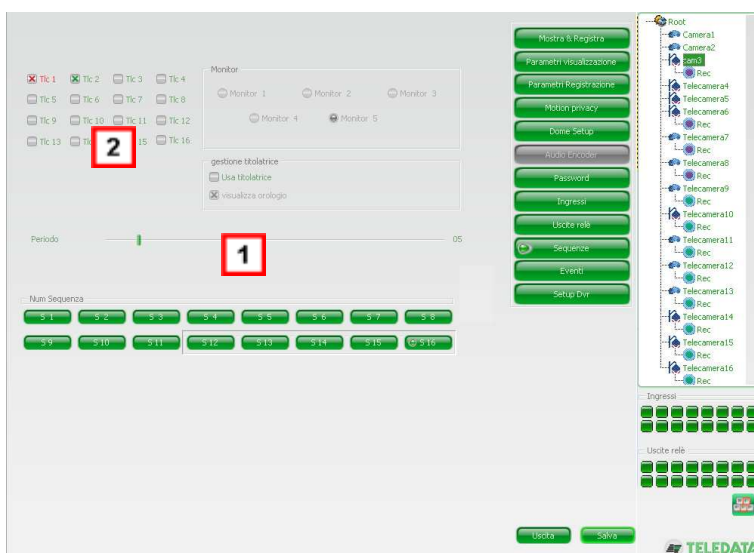 Tlc 1 Tlc 2 Tlc 3 Tlc 4
Tlc 5 Tlc 6 Tlc 7 Tlc 8
Tlc 9 Tlc 10 Tlc 11 Tlc 12
Tlc 13 15 Tlc 16
2
Monitor
Monitor 1 Monitor 2 Monitor 3
Monitor 4 Monitor 5
gestione titolatrice
Usa titolatrice
visualizza orologio
Periodo 05
1
Num Sequenza
S 1 S 2 S 3 S 4 S 5 S 6 S 7 S 8
S 9 S 10 S 11 S 12 S 13 S 14 S 15 S 16
Mostra & Registra
Parametri visualizzazione
Parametri Registrazione
Motion privacy
Dome Setup
Audio Encoder
Password
Ingressi
Uscite relè
Sequenze
Eventi
Setup Dvr
Uscita Salva
Root
Camera1
Camera2
cam3
Rec
Telecamera4
Telecamera5
Telecamera6
Rec
Telecamera7
Rec
Telecamera8
Rec
Telecamera9
Rec
Telecamera10
Rec
Telecamera11
Rec
Telecamera12
Rec
Telecamera13
Rec
Telecamera14
Rec
Telecamera15
Rec
Telecamera16
Rec
Ingressi
Uscite relè
TELEDATA